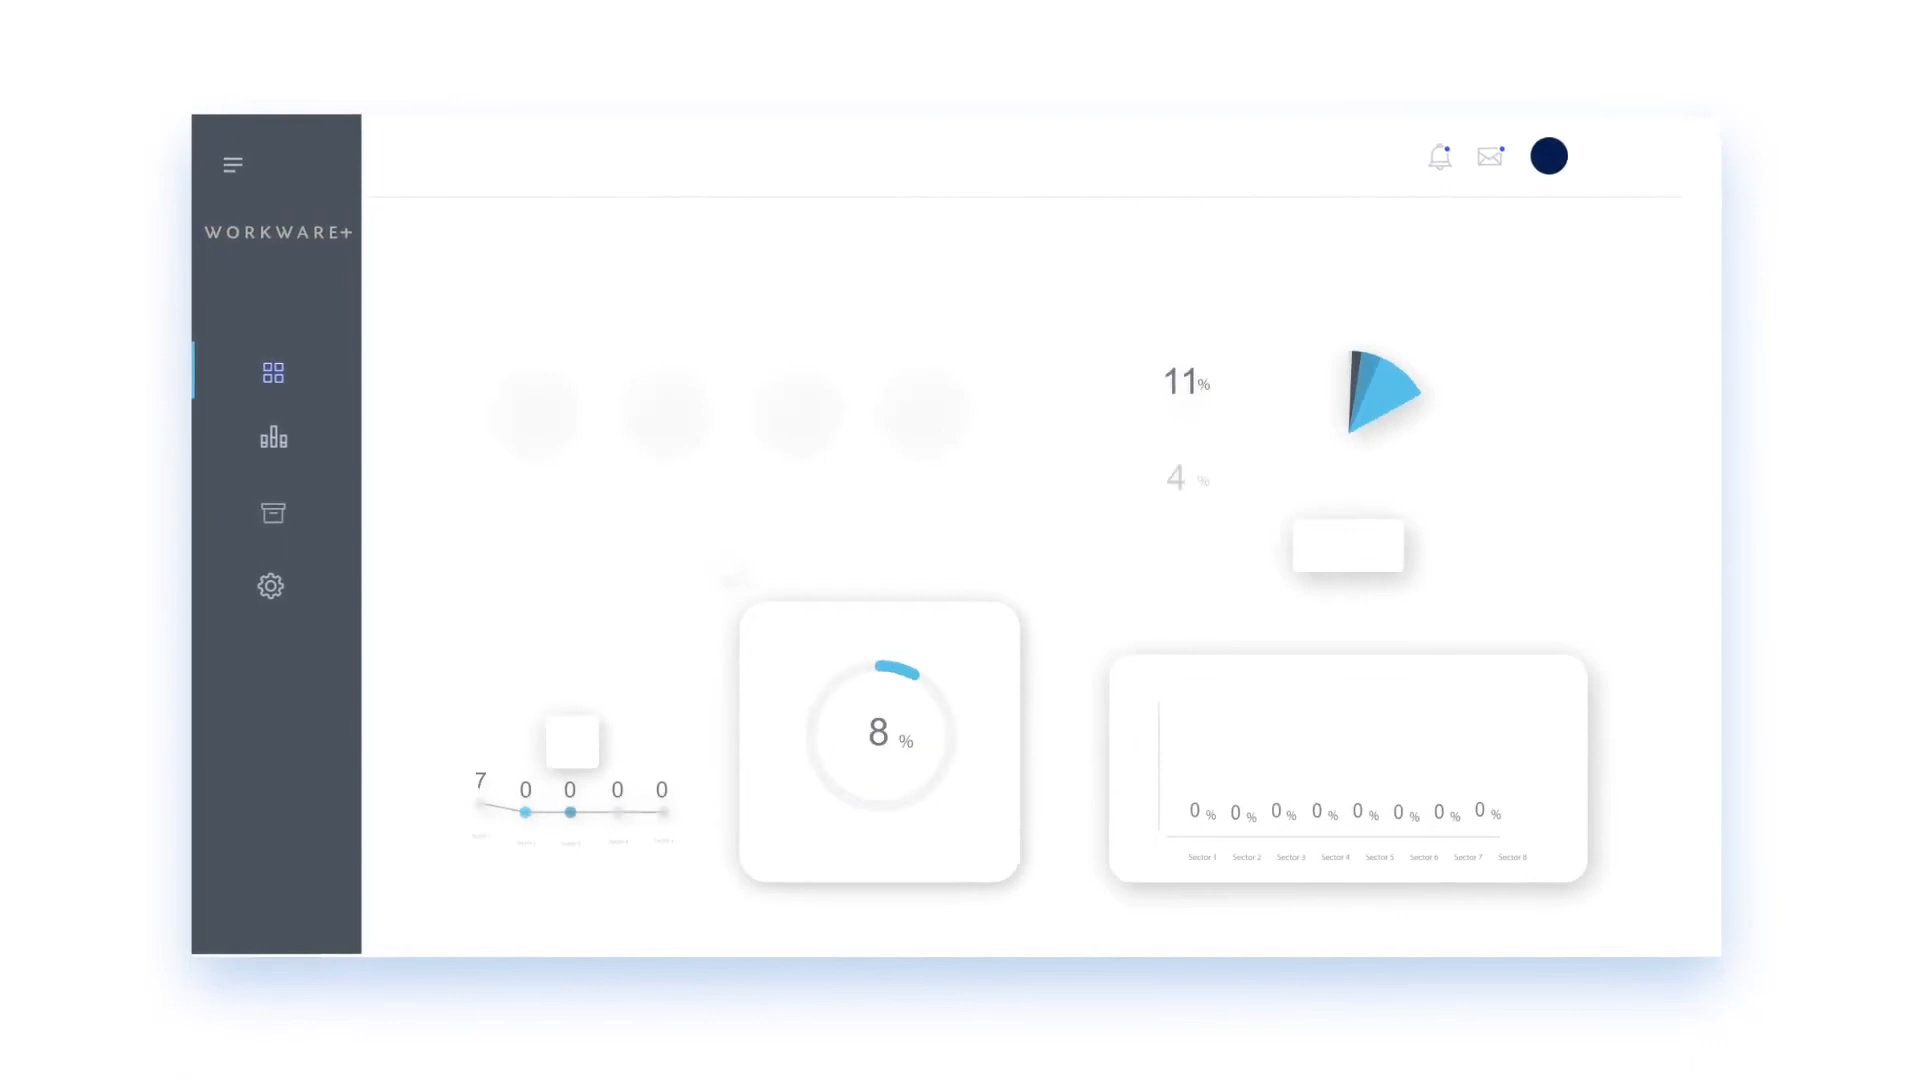 WORKWARE+
11%
4 %
8 %
7 0 0 0 0
0 % 0 % 0 % 0 % 0 % 0 % 0 % 0 %
Sector 1 Sector 2 Sector 3 Sector 4 Sector 5 Sector 6 Sector 7 Sector 8